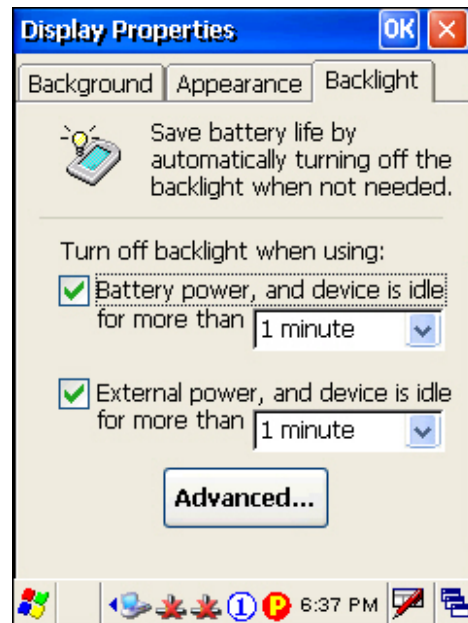 Display Properties OK
Background Appearance Backlight
Save battery life by
automatically turning off the
backlight when not needed.
Turn off backlight when using:
Battery power, and device is idle
for more than 1 minute
External power, and device is idle
for more than 1 minute
Advanced...
1 P 6:37 PM